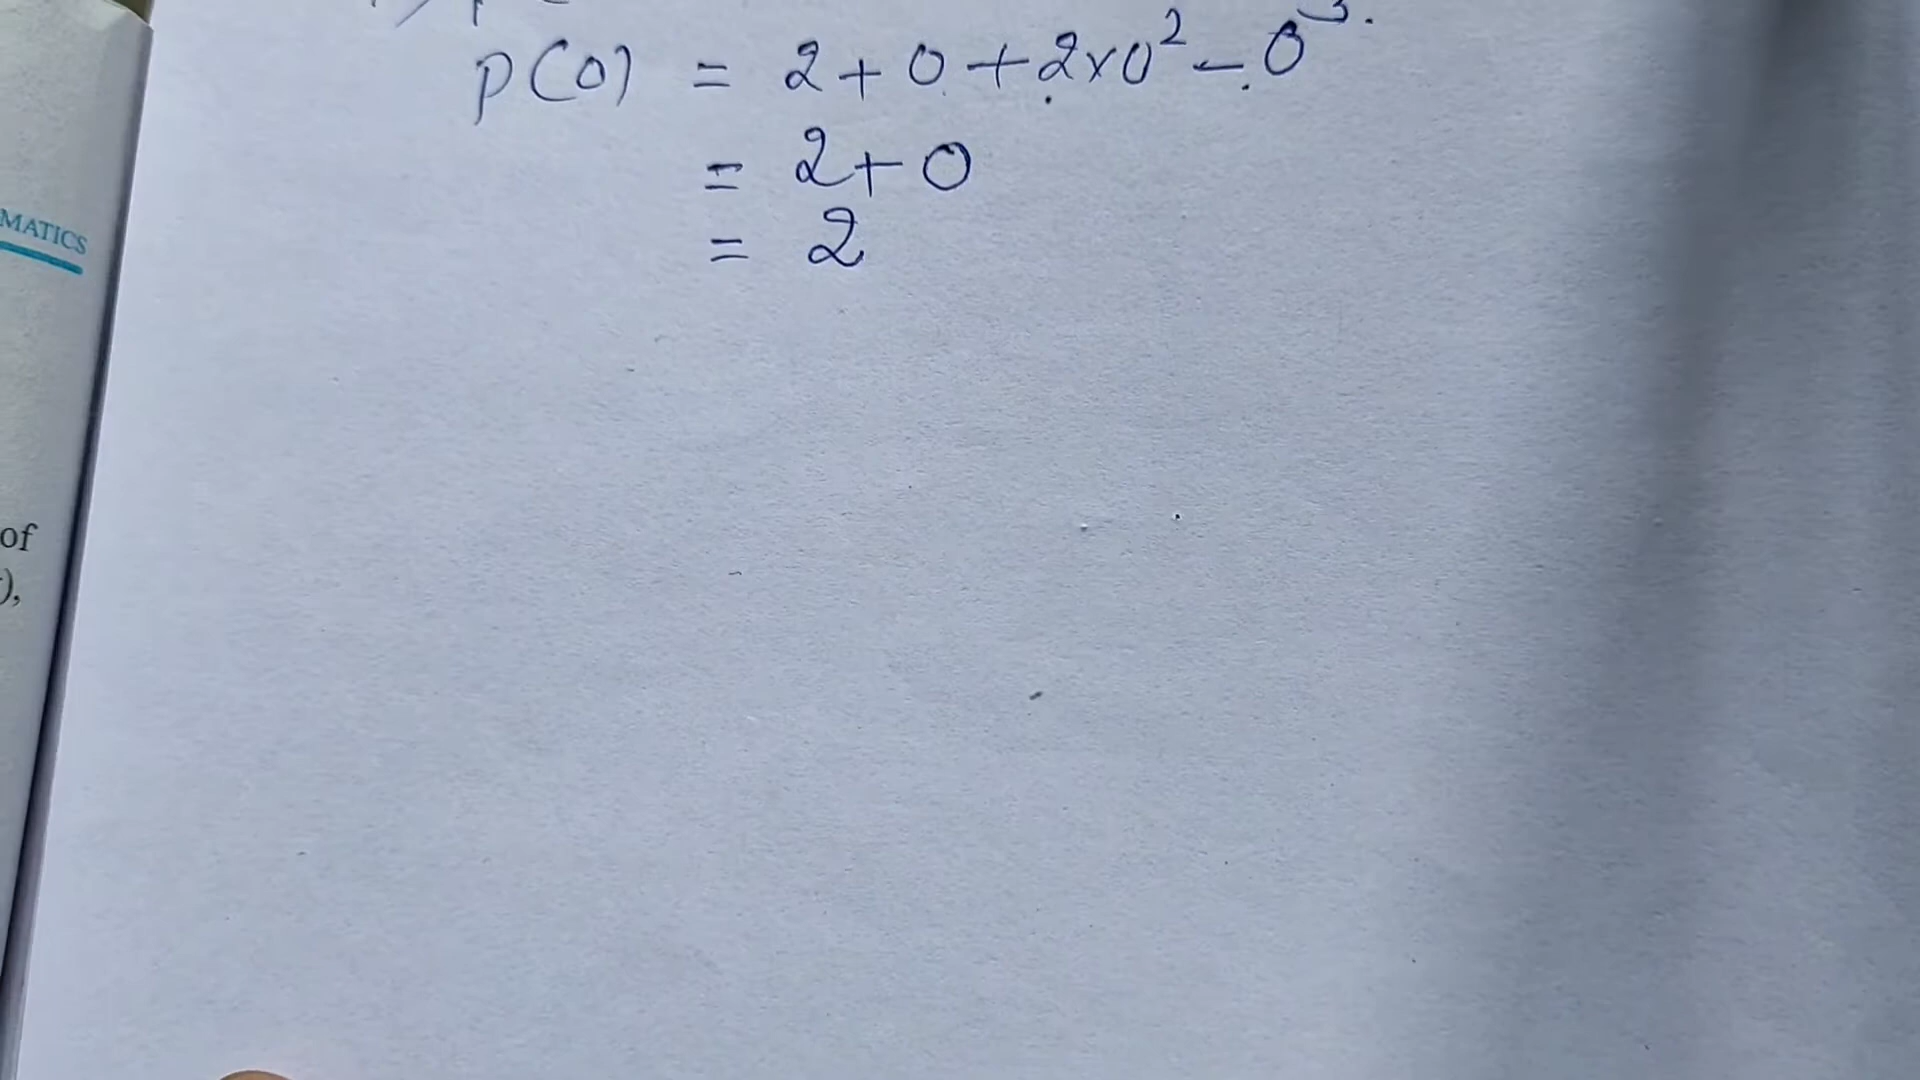 p(0) = 2 + 0 + 2×0² - 0³.
= 2 + 0
= 2
MATICS
of
),